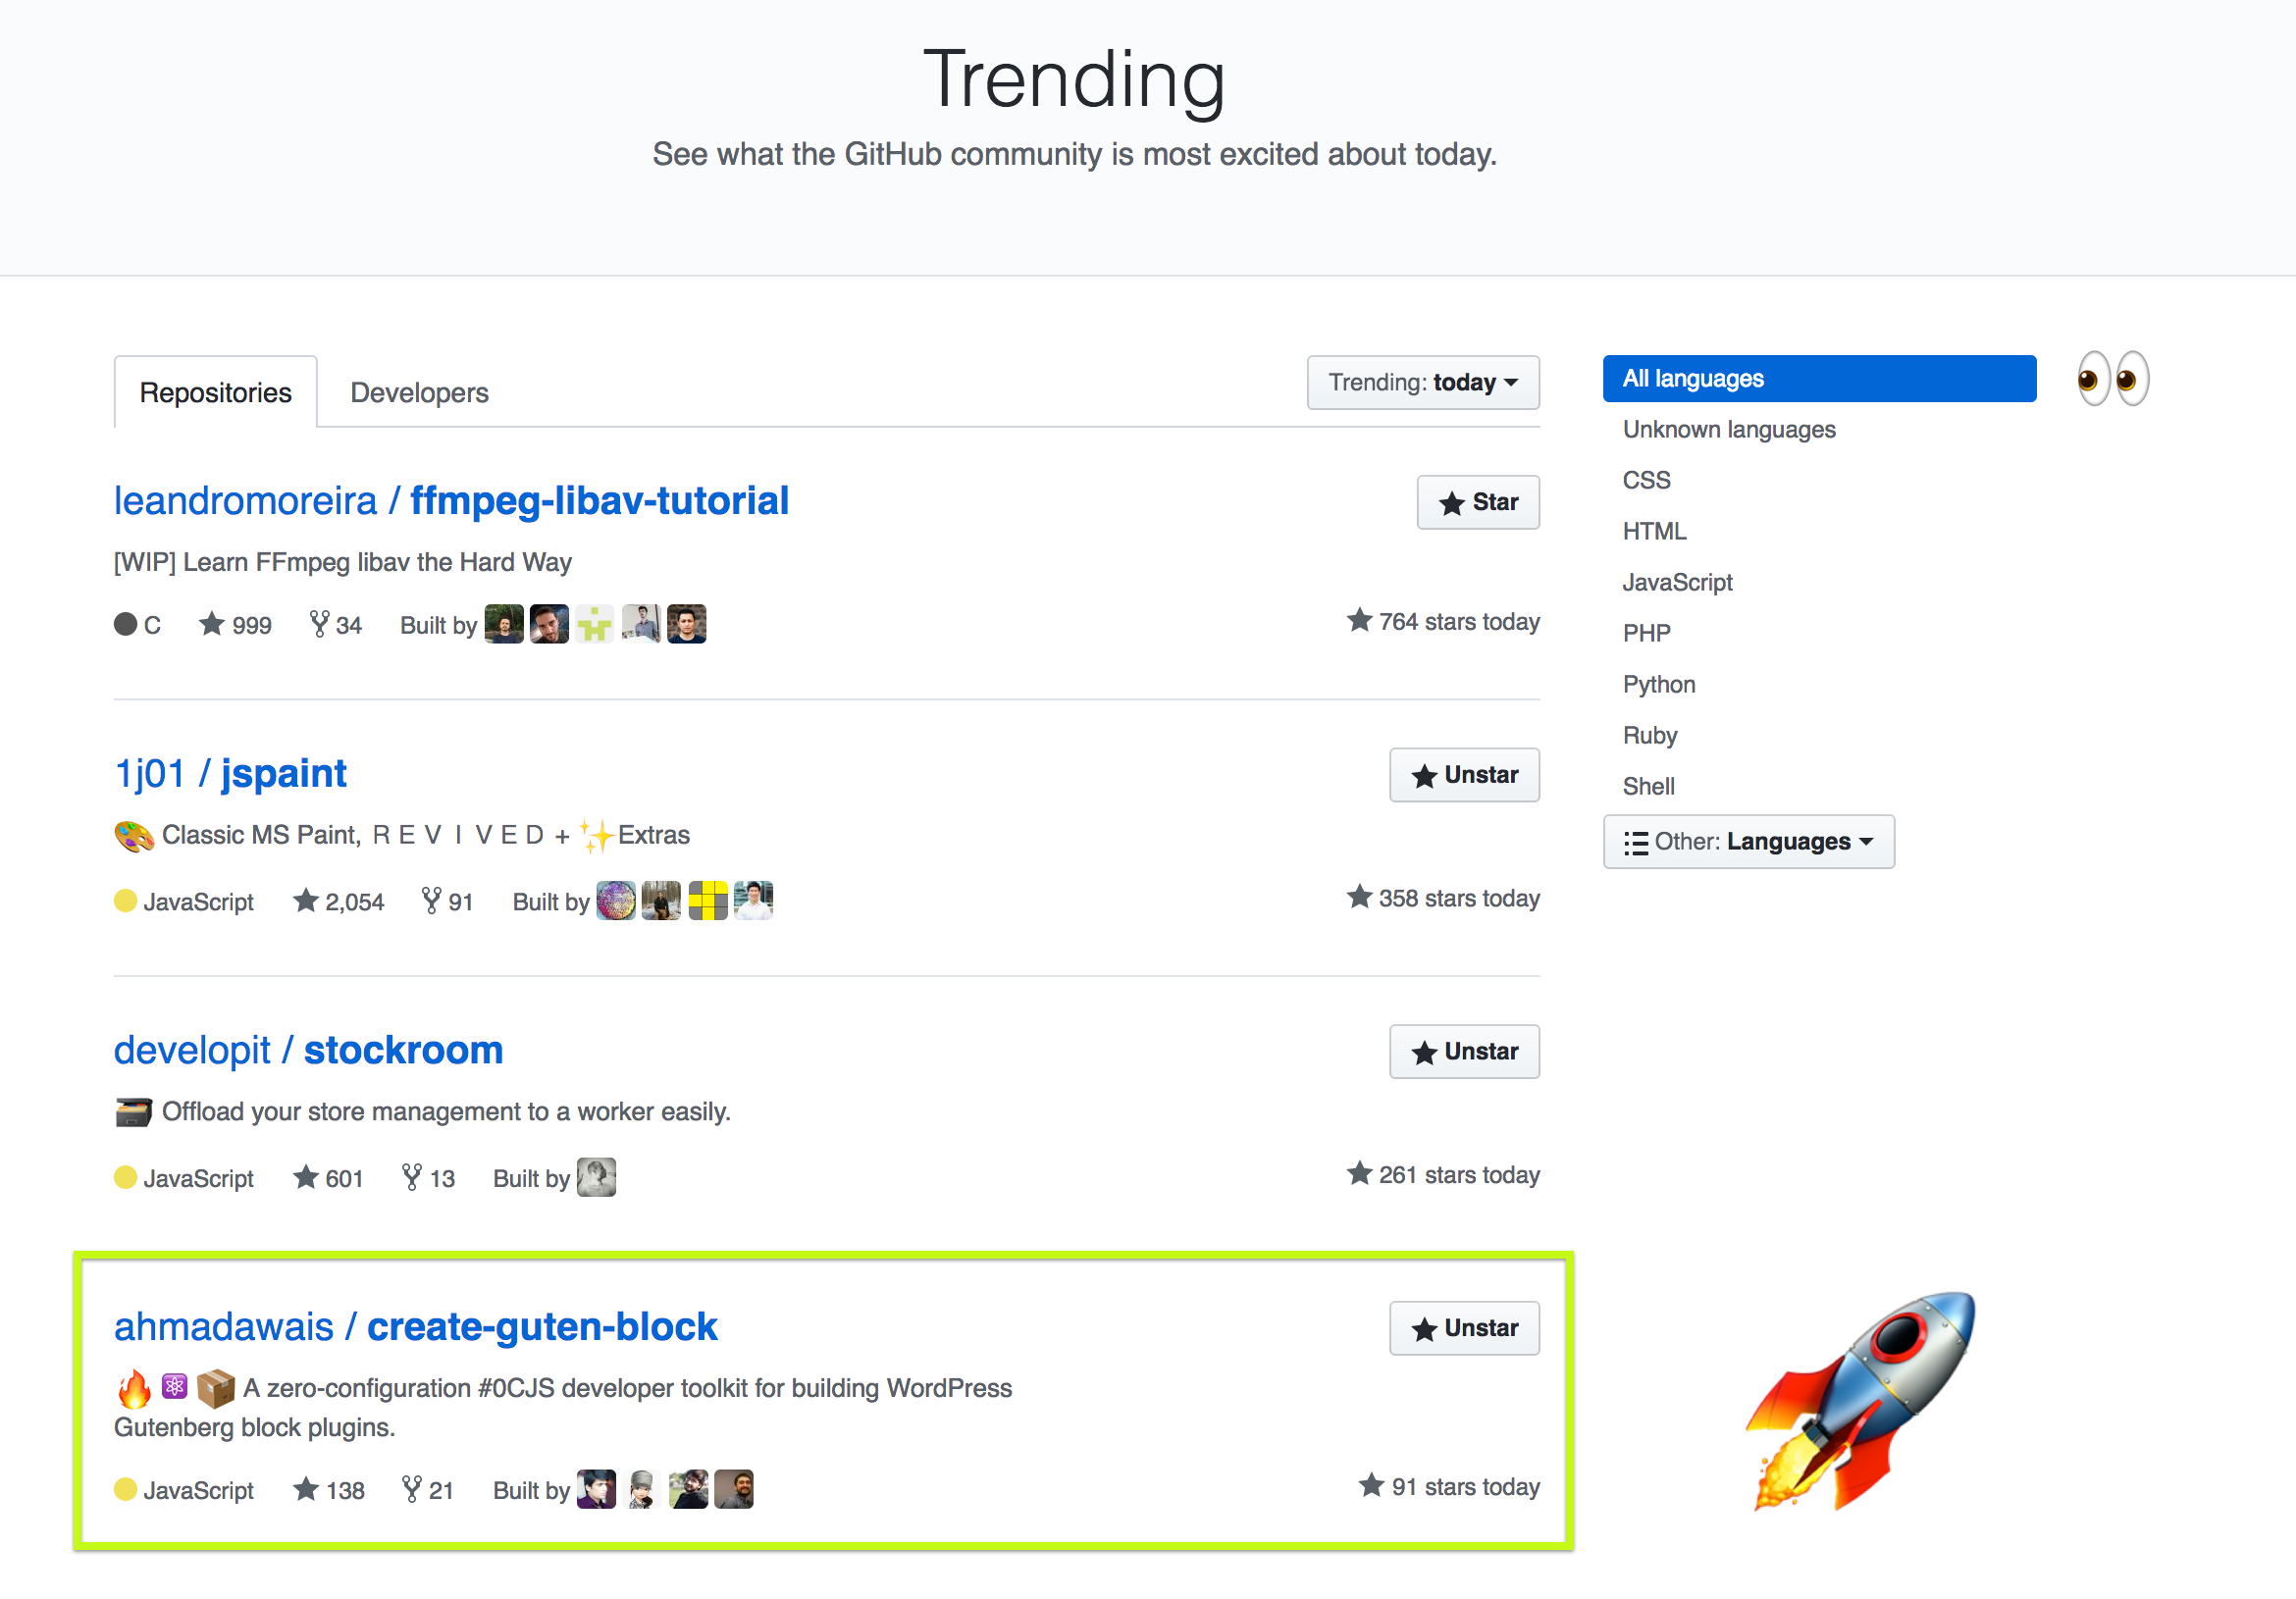 Trending
See what the GitHub community is most excited about today.
Repositories
Developers
Trending: today
leandromoreira / ffmpeg-libav-tutorial
Star
[WIP] Learn FFmpeg libav the Hard Way
C 999 34 Built by
764 stars today
1j01 / jspaint
Unstar
Classic MS Paint, ＲＥＶＩＶＥＤ + ✨Extras
JavaScript 2,054 91 Built by
358 stars today
developit / stockroom
Unstar
Offload your store management to a worker easily.
JavaScript 601 13 Built by
261 stars today
ahmadawais / create-guten-block
Unstar
A zero-configuration #0CJS developer toolkit for building WordPress
Gutenberg block plugins.
JavaScript 138 21 Built by
91 stars today
All languages
Unknown languages
CSS
HTML
JavaScript
PHP
Python
Ruby
Shell
Other: Languages